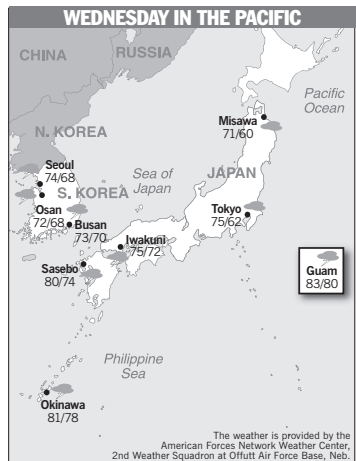 WEDNESDAY IN THE PACIFIC
CHINA
RUSSIA
Pacific
Ocean
N. KOREA
Misawa
71/60
Seoul
74/68
Sea of
Japan
JAPAN
S. KOREA
Osan
72/68
Busan
73/70
Tokyo
75/62
Iwakuni
75/72
Sasebo
80/74
Guam
83/80
Philippine
Sea
Okinawa
81/78
The weather is provided by the
American Forces Network Weather Center,
2nd Weather Squadron at Offutt Air Force Base, Neb.